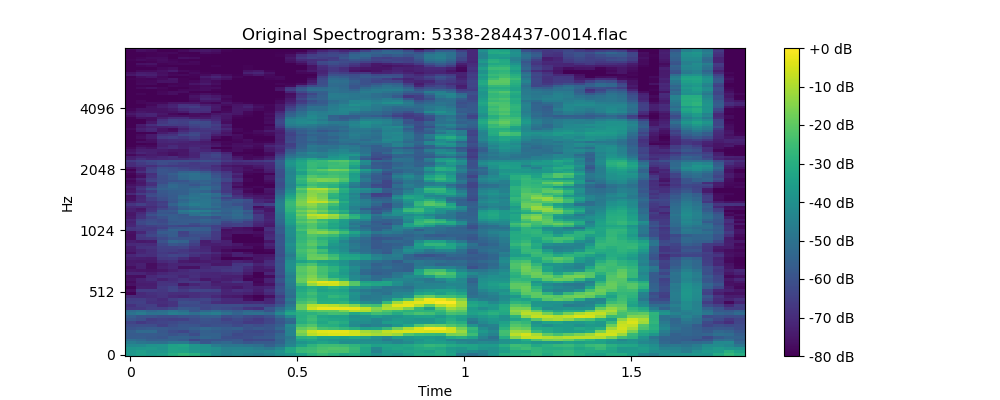 Original Spectrogram: 5338-284437-0014.flac
Hz
4096
2048
1024
512
0
0
0.5
1
1.5
Time
+0 dB
-10 dB
-20 dB
-30 dB
-40 dB
-50 dB
-60 dB
-70 dB
-80 dB